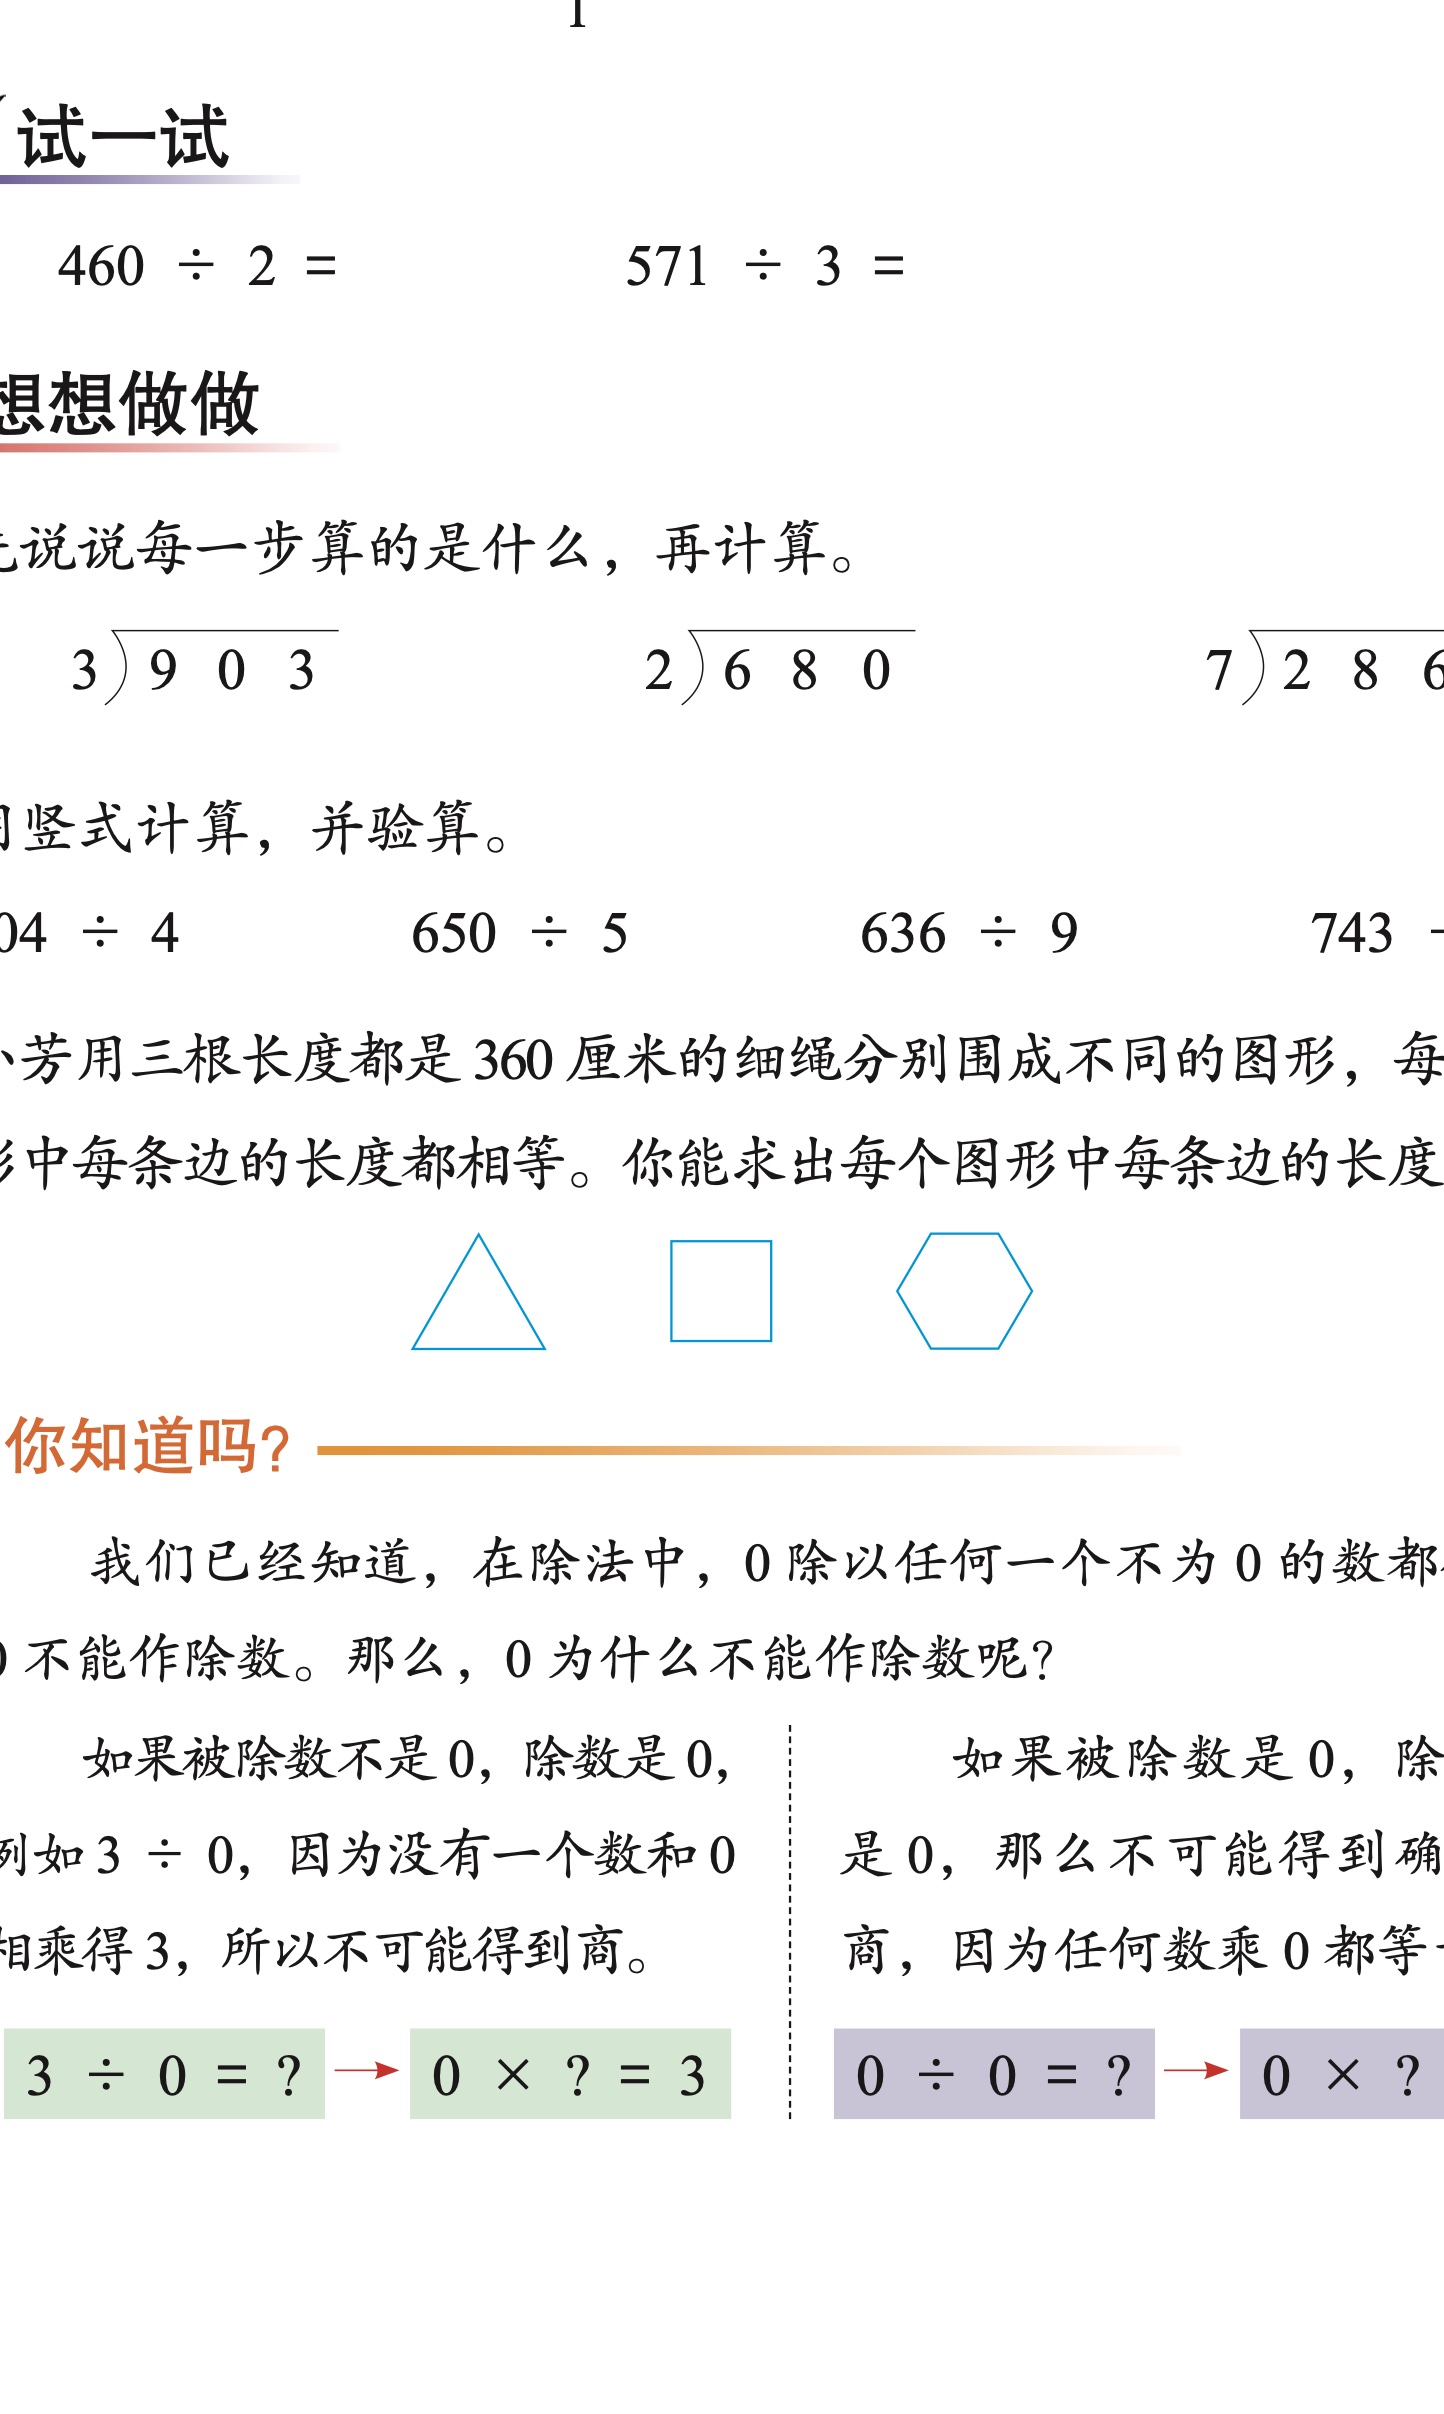 试一试
460 ÷ 2 =　571 ÷ 3 =
想想做做
说说每一步算的是什么，再计算。
3 9 0 3　2 6 8 0　7 2 8 6
竖式计算，并验算。
04 ÷ 4　650 ÷ 5　636 ÷ 9　743
芳用三根长度都是360厘米的细绳分别围成不同的图形，每
形中每条边的长度都相等。你能求出每个图形中每条边的长度
你知道吗？
我们已经知道，在除法中，0 除以任何一个不为 0 的数都
0 不能作除数。那么，0 为什么不能作除数呢？
如果被除数不是0，除数是0，
例如3 ÷ 0，因为没有一个数和0
相乘得3，所以不可能得到商。
3 ÷ 0 = ? → 0 × ? = 3
如果被除数是0，除
是0，那么不可能得到确
商，因为任何数乘 0 都等
0 ÷ 0 = ? → 0 × ?